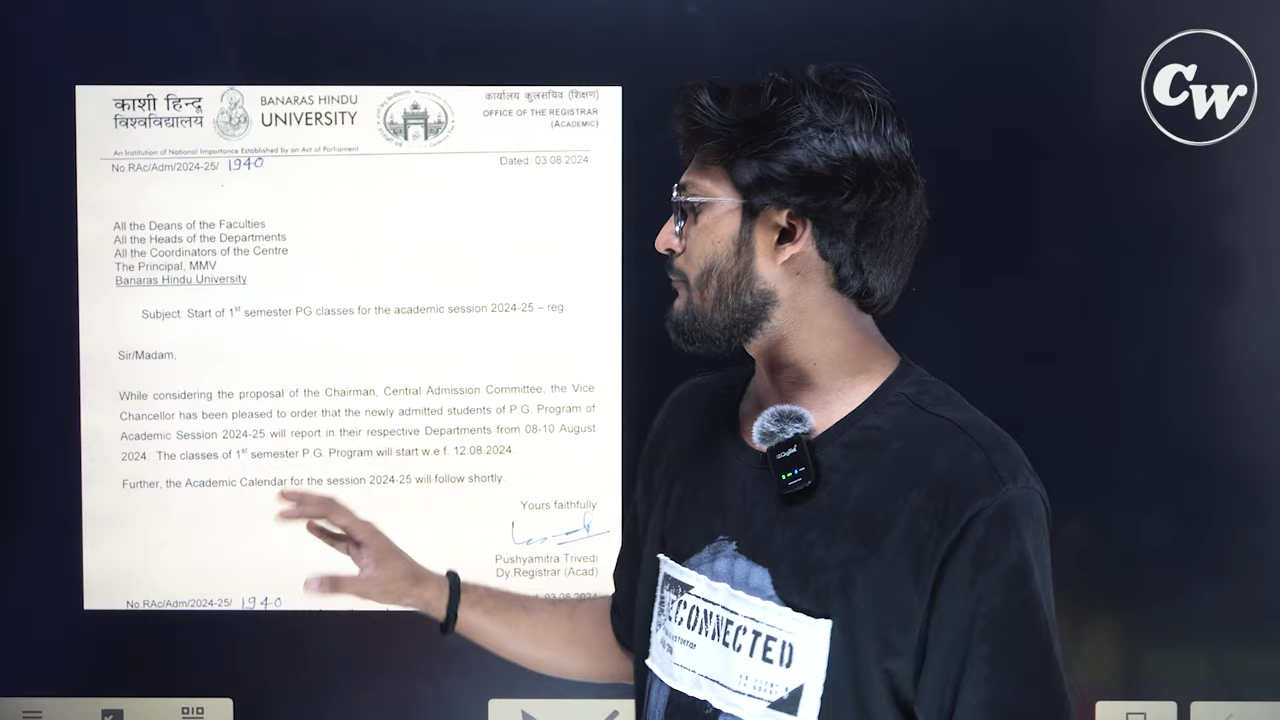 काशी हिन्दू
विश्वविद्यालय
BANARAS HINDU
UNIVERSITY
कार्यालय कुलसचिव (शिक्षण)
OFFICE OF THE REGISTRAR
(ACADEMIC)
An Institution of National Importance Established by an Act of Parliament
No.RAc/Adm/2024-25/ 1940
Dated: 03.08.2024
All the Deans of the Faculties
All the Heads of the Departments
All the Coordinators of the Centre
The Principal, MMV
Banaras Hindu University
Subject: Start of 1st semester PG classes for the academic session 2024-25 – reg.
Sir/Madam,
While considering the proposal of the Chairman, Central Admission Committee, the Vice
Chancellor has been pleased to order that the newly admitted students of P.G. Program of
Academic Session 2024-25 will report in their respective Departments from 08-10 August
2024. The classes of 1st semester P.G. Program will start w.e.f. 12.08.2024.
Further, the Academic Calendar for the session 2024-25 will follow shortly.
Yours faithfully
Pushyamitra Trivedi
Dy Registrar (Acad)
No.RAc/Adm/2024-25/ 1940
03.08.2024
CW
CONNECTED